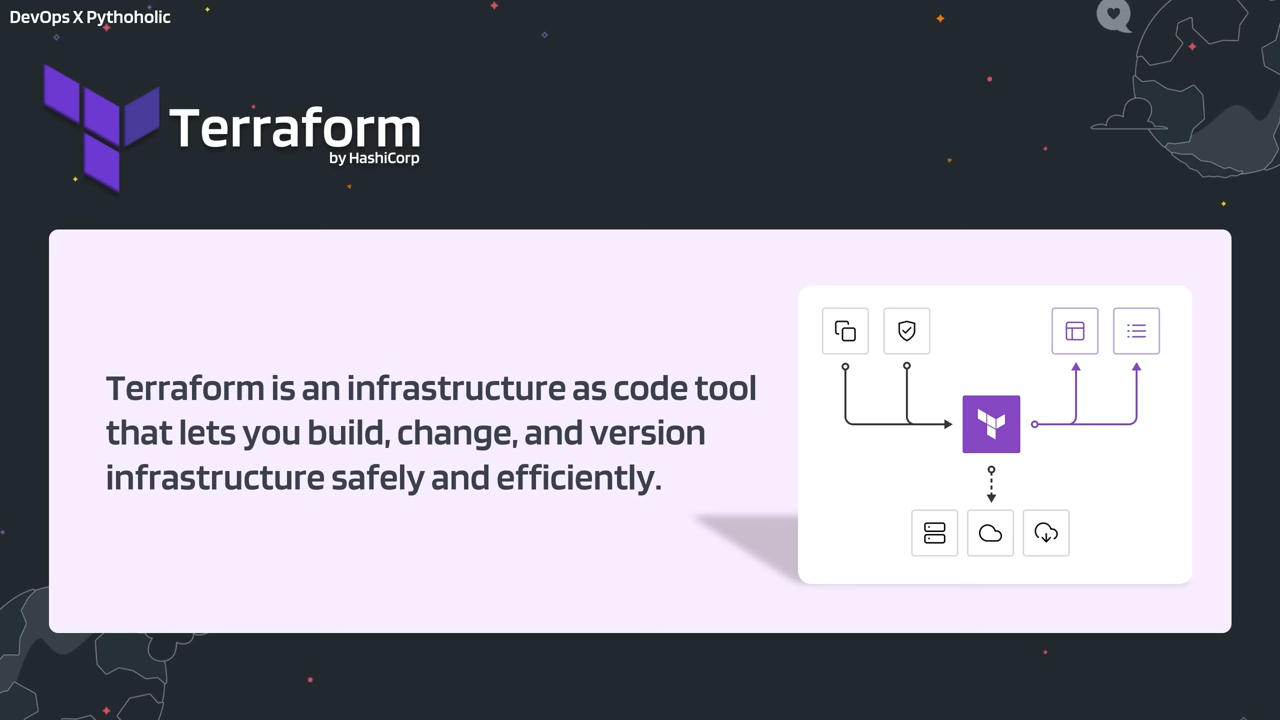 DevOps X Pythoholic
Terraform
by HashiCorp
Terraform is an infrastructure as code tool
that lets you build, change, and version
infrastructure safely and efficiently.